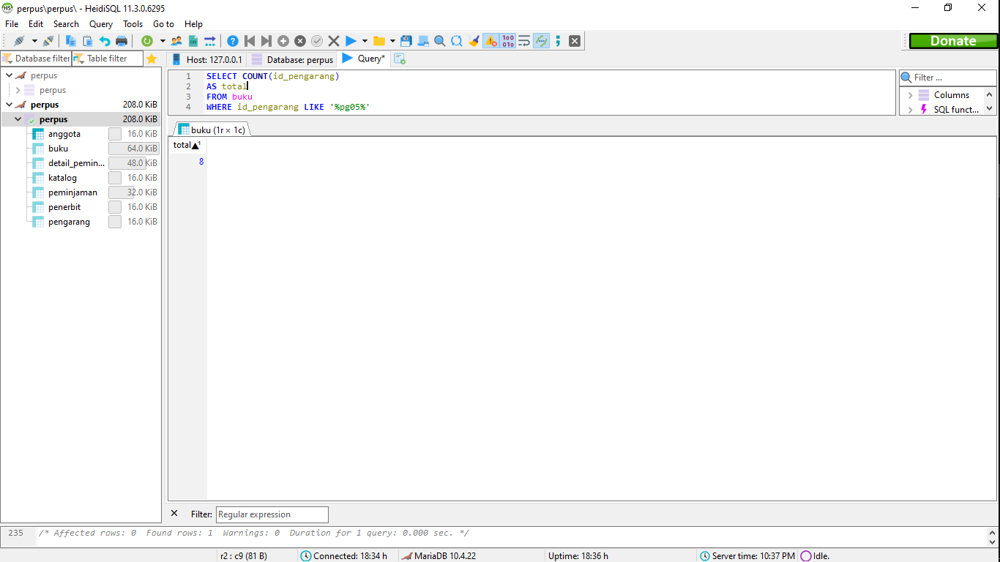 HS perpus\perpus\ - HeidiSQL 11.3.0.6295
File Edit Search Query Tools Go to Help
Donate
Database filter Table filter Host: 127.0.0.1 Database: perpus Query*
perpus
perpus
perpus 208.0 KiB
perpus 208.0 KiB
anggota 16.0 KiB
buku 64.0 KiB
detail_pemin... 48.0 KiB
katalog 16.0 KiB
peminjaman 32.0 KiB
penerbit 16.0 KiB
pengarang 16.0 KiB
1 SELECT COUNT(id_pengarang)
2 AS total
3 FROM buku
4 WHERE id_pengarang LIKE '%pg05%'
Filter ...
Columns
SQL funct...
buku (1r × 1c)
total 1
8
Filter: Regular expression
235 /* Affected rows: 0 Found rows: 1 Warnings: 0 Duration for 1 query: 0.000 sec. */
r2 : c9 (81 B) Connected: 18:34 h MariaDB 10.4.22 Uptime: 18:36 h Server time: 10:37 PM Idle.